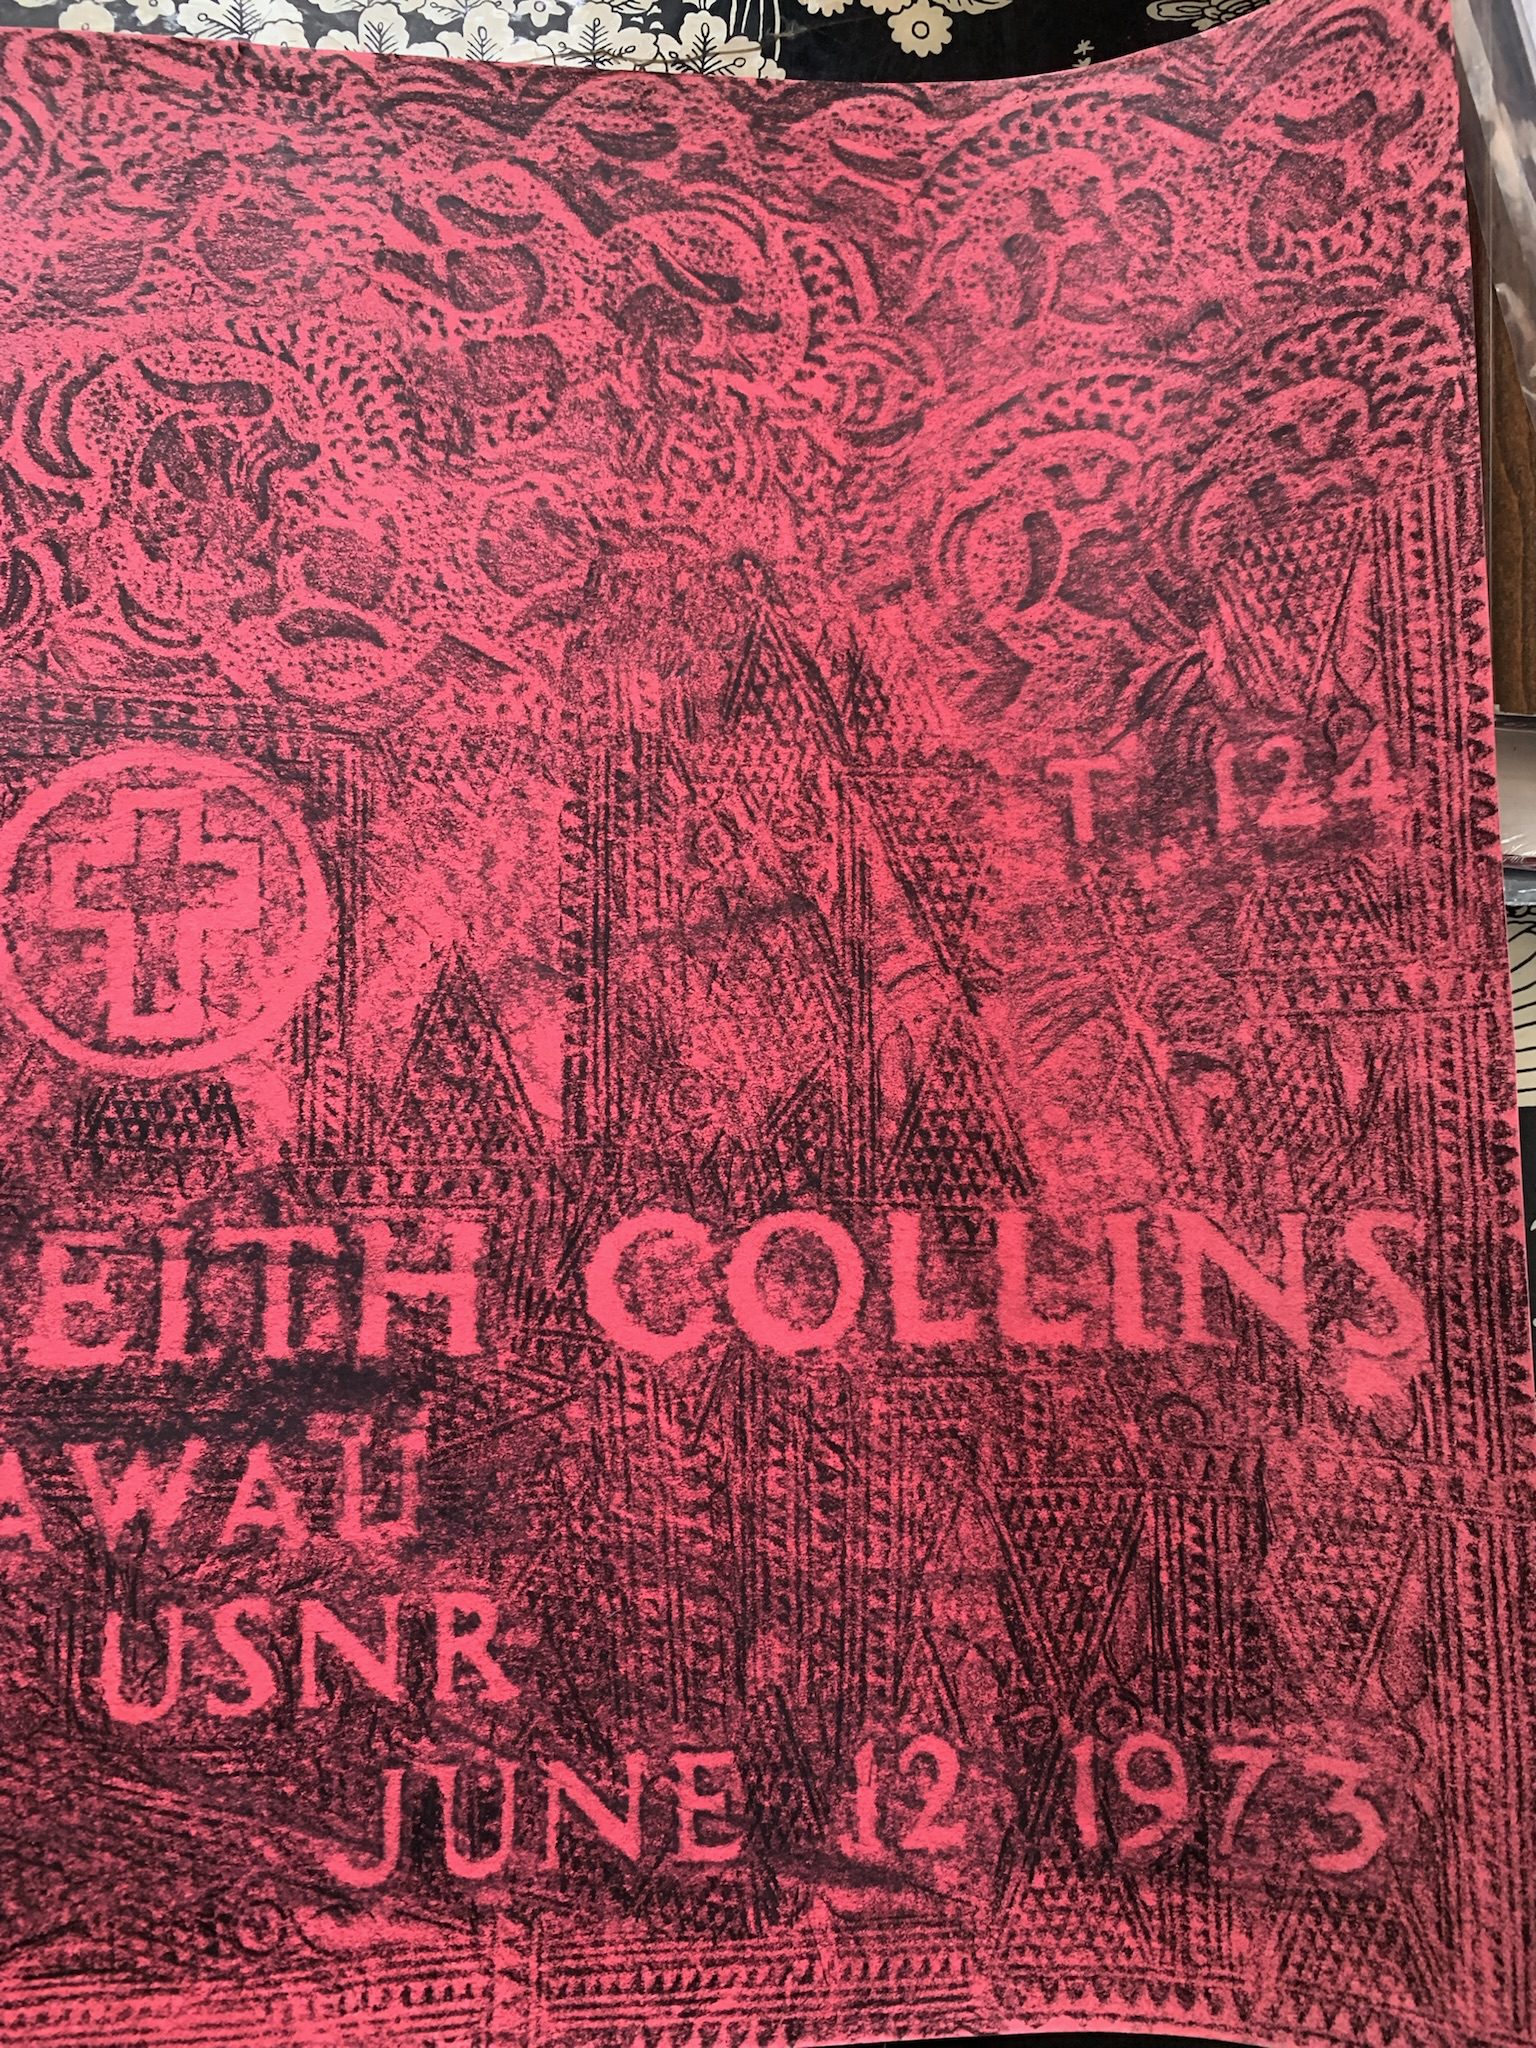 T 124
EITH COLLINS
AWAII
USNR
JUNE 12 1973